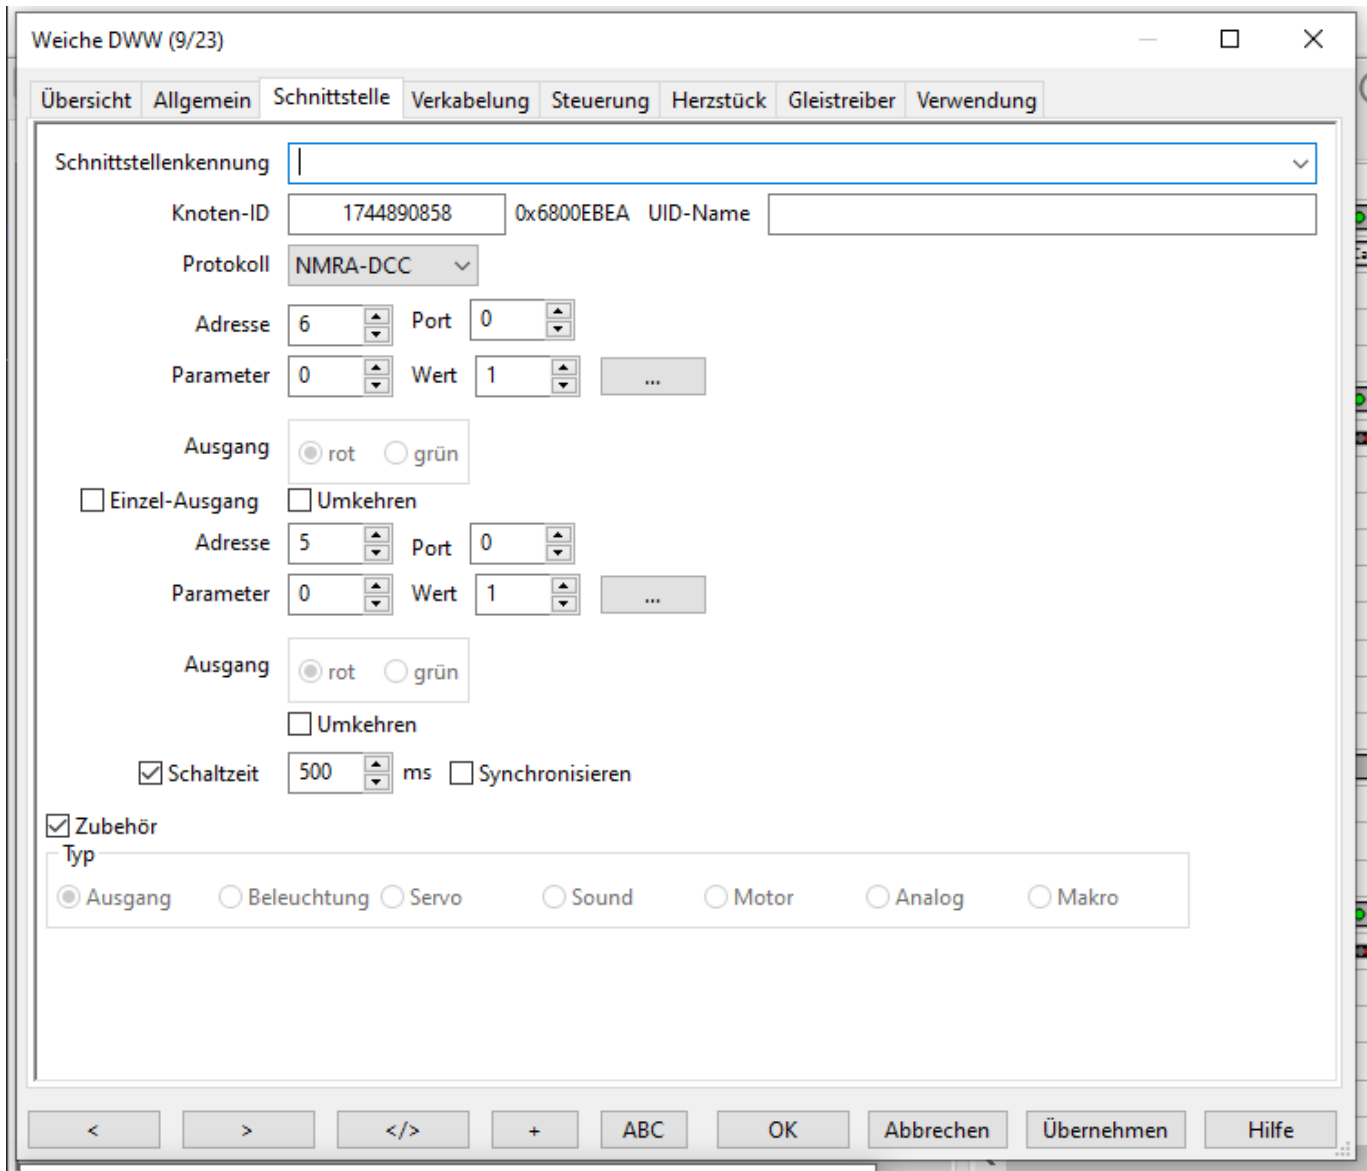 Weiche DWW (9/23)
Übersicht Allgemein Schnittstelle Verkabelung Steuerung Herzstück Gleistreiber Verwendung
Schnittstellenkennung
Knoten-ID 1744890858 0x6800EBEA UID-Name
Protokoll NMRA-DCC
Adresse 6 Port 0
Parameter 0 Wert 1 ...
Ausgang rot grün
Einzel-Ausgang Umkehren
Adresse 5 Port 0
Parameter 0 Wert 1 ...
Ausgang rot grün
Umkehren
Schaltzeit 500 ms Synchronisieren
Zubehör
Typ
Ausgang Beleuchtung Servo Sound Motor Analog Makro
< > </> + ABC OK Abbrechen Übernehmen Hilfe